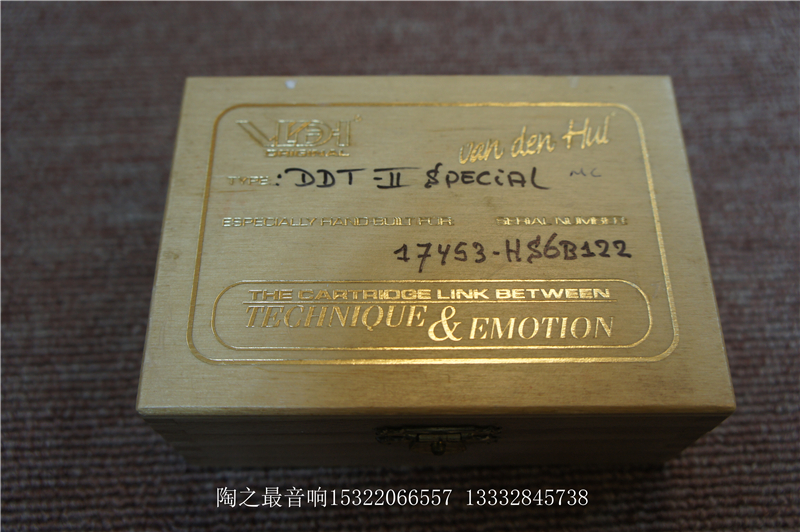 VDH van den Hul
ORIGINAL
TYPE: DDT-II SPECIAL MC
ESPECIALLY HAND BUILT FOR SERIAL NUMBER
17453-HS6B122
THE CARTRIDGE LINK BETWEEN
TECHNIQUE & EMOTION
陶之最音响15322066557 13332845738